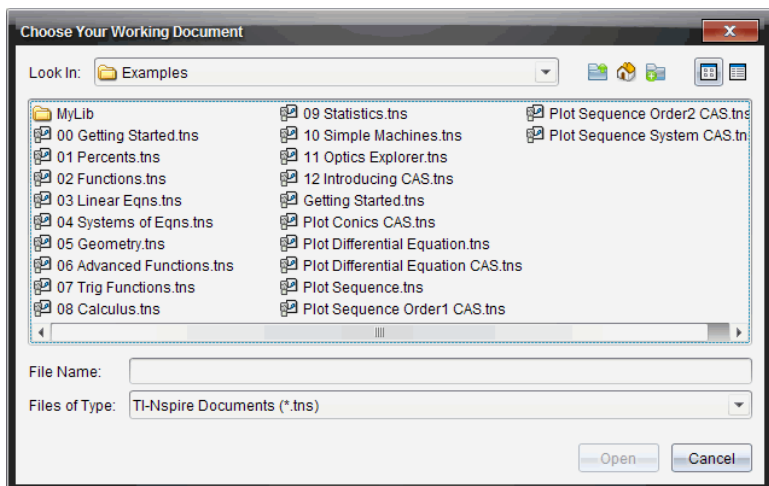 Choose Your Working Document
Look In: Examples
MyLib
00 Getting Started.tns
01 Percents.tns
02 Functions.tns
03 Linear Eqns.tns
04 Systems of Eqns.tns
05 Geometry.tns
06 Advanced Functions.tns
07 Trig Functions.tns
08 Calculus.tns
09 Statistics.tns
10 Simple Machines.tns
11 Optics Explorer.tns
12 Introducing CAS.tns
Getting Started.tns
Plot Conics CAS.tns
Plot Differential Equation.tns
Plot Differential Equation CAS.tns
Plot Sequence.tns
Plot Sequence Order1 CAS.tns
Plot Sequence Order2 CAS.tns
Plot Sequence System CAS.tn
File Name:
Files of Type: TI-Nspire Documents (*.tns)
Open Cancel